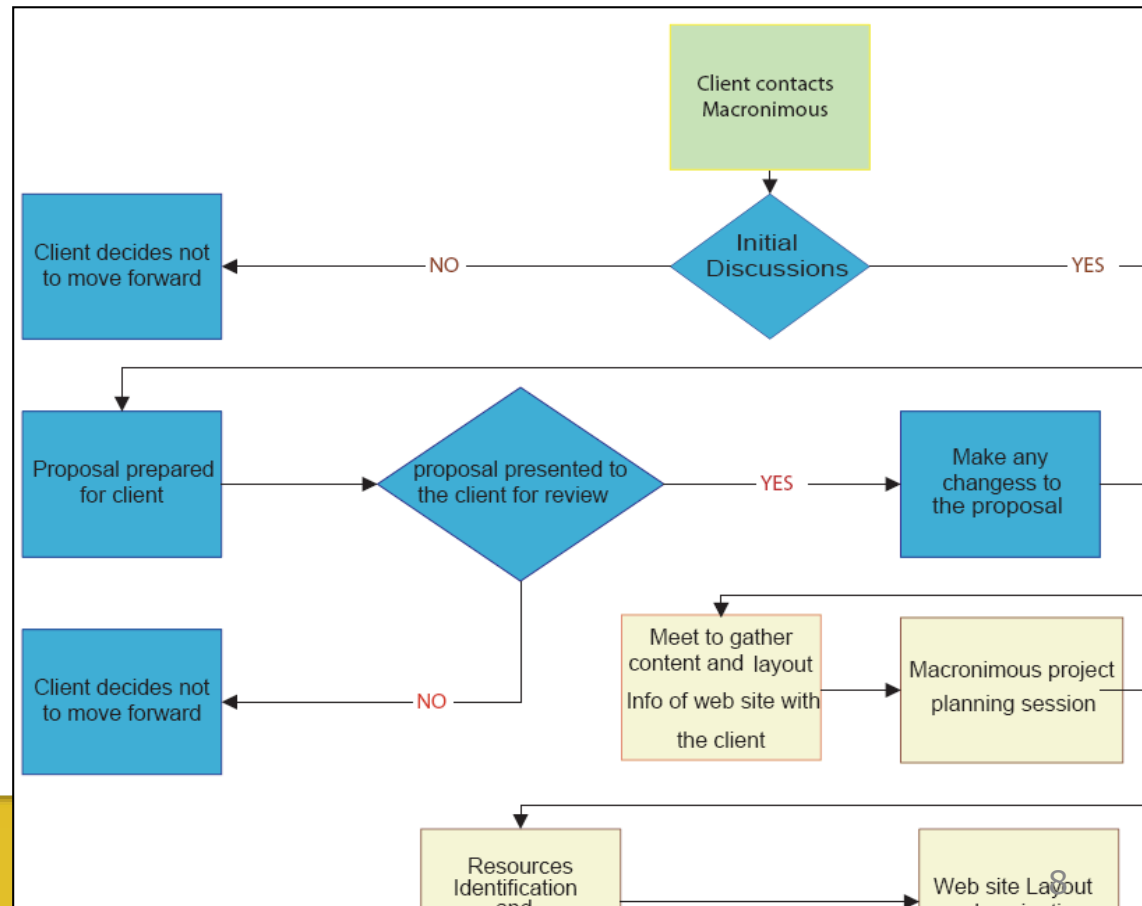 Client contacts
Macronimous
Initial
Discussions
NO
YES
Client decides not
to move forward
Proposal prepared
for client
proposal presented to
the client for review
YES
Make any
changess to
the proposal
Client decides not
to move forward
NO
Meet to gather
content and layout
Info of web site with
the client
Macronimous project
planning session
Resources
Identification
and
Web site Layout
8